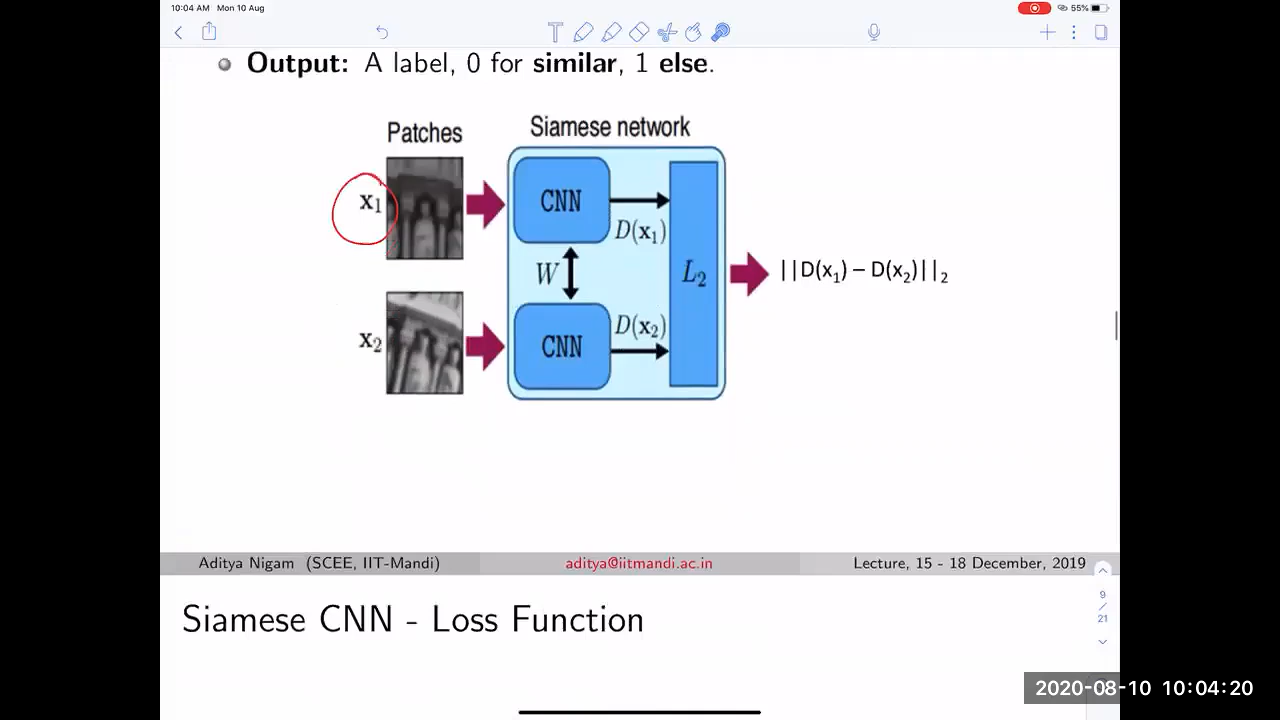 10:04 AM Mon 10 Aug
55%
Output: A label, 0 for similar, 1 else.
Patches
Siamese network
x1
CNN
D(x1)
W
L2
||D(x1) – D(x2)||2
x2
CNN
D(x2)
Aditya Nigam (SCEE, IIT-Mandi)
aditya@iitmandi.ac.in
Lecture, 15 - 18 December, 2019
9
/
21
Siamese CNN - Loss Function
2020-08-10 10:04:20